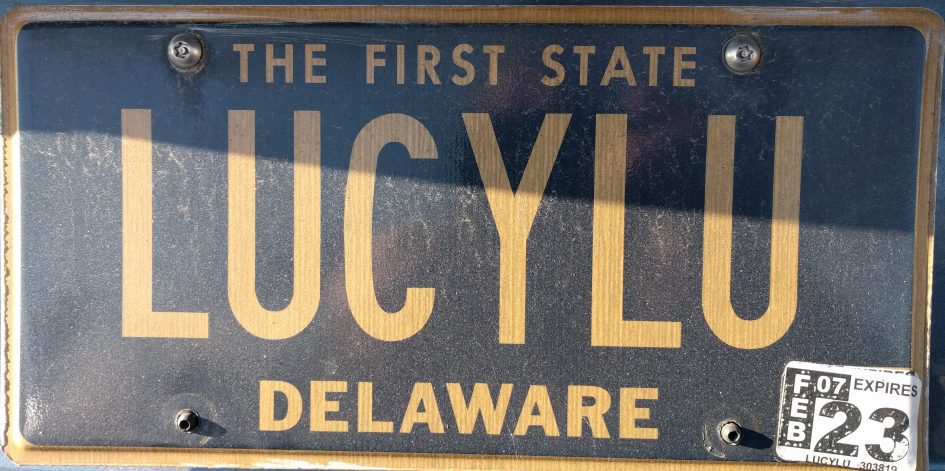 THE FIRST STATE
LUCYLU
DELAWARE
FEB 07 EXPIRES
23
LUCYLU 303819